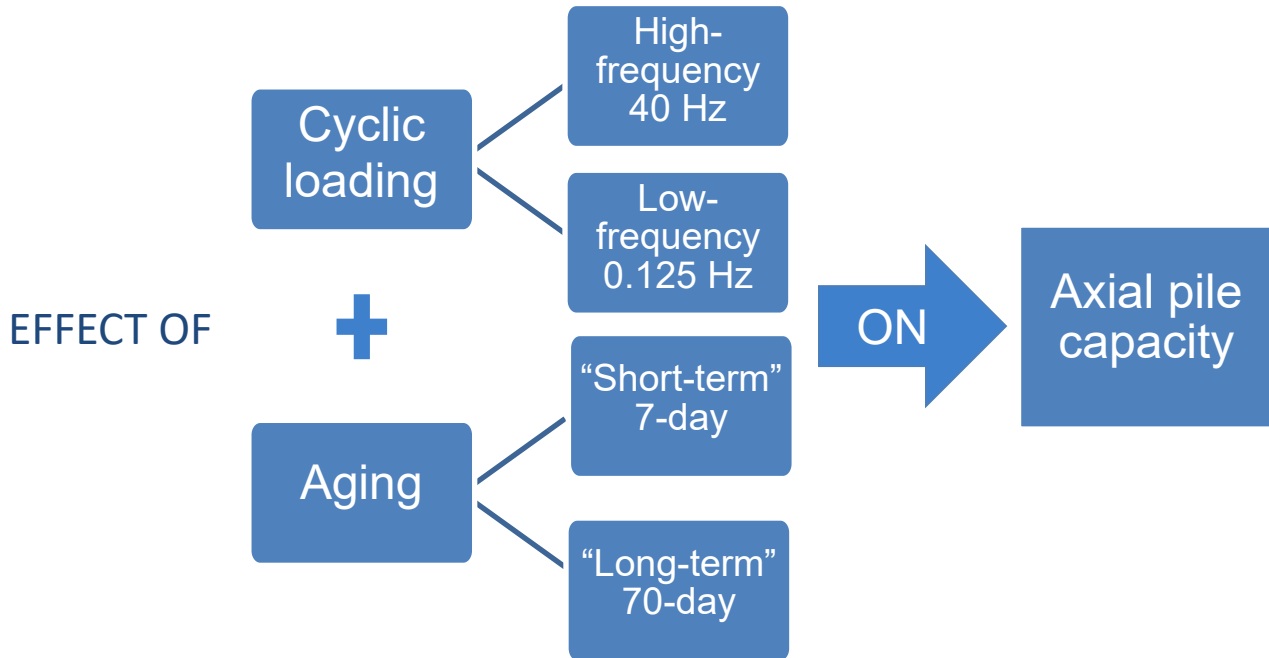 EFFECT OF
Cyclic
loading
High-
frequency
40 Hz
Low-
frequency
0.125 Hz
Aging
“Short-term”
7-day
“Long-term”
70-day
ON
Axial pile
capacity